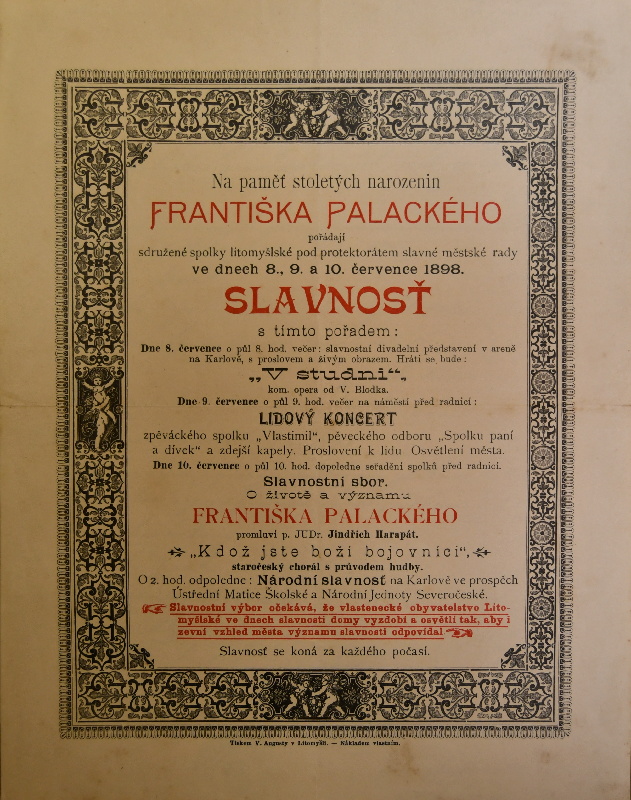 Na paměť stoletých narozenin
FRANTIŠKA PALACKÉHO
pořádají
sdružené spolky litomyšlské pod protektorátem slavné městské rady
ve dnech 8., 9. a 10. července 1898.
SLAVNOSŤ
s tímto pořadem:
Dne 8. července o půl 8. hod. večer: slavnostní divadelní představení v areně
na Karlově, s proslovem a živým obrazem. Hráti se bude:
„V studni“,
kom. opera od V. Blodka.
Dne 9. července o půl 9. hod. večer na náměstí před radnicí:
LIDOVÝ KONCERT
zpěváckého spolku „Vlastimil“, pěveckého odboru „Spolku paní
a dívek“ a zdejší kapely. Proslovení k lidu. Osvětlení města.
Dne 10. července o půl 10. hod. dopoledne seřadění spolků před radnicí.
Slavnostní sbor.
O životě a významu
FRANTIŠKA PALACKÉHO
promluví p. JUDr. Jindřich Harapát.
„Kdož jste boží bojovníci“,
staročeský chorál s průvodem hudby.
O 2. hod. odpoledne: Národní slavnost na Karlově ve prospěch
Ústřední Matice Školské a Národní Jednoty Severočeské.
Slavnostní výbor očekává, že vlastenecké obyvatelstvo Lito-
myšlské ve dnech slavnosti domy vyzdobí a osvětlí tak, aby i
zevní vzhled města významu slavnosti odpovídal.
Slavnosť se koná za každého počasí.
Tiskem V. Augusty v Litomyšli. — Nákladem vlastním.